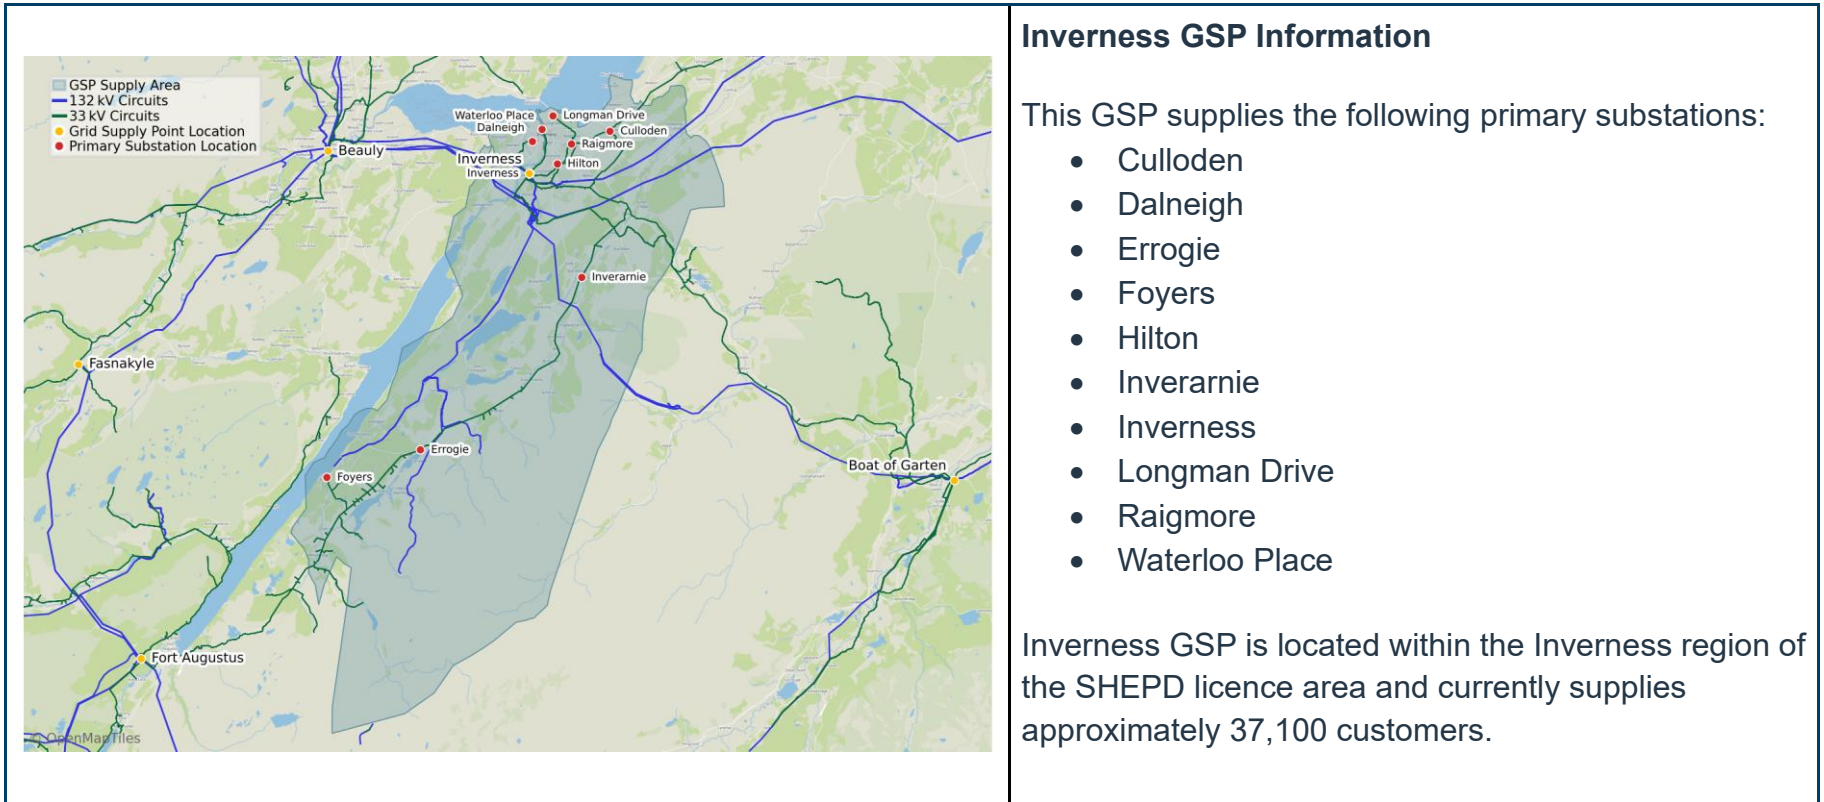 GSP Supply Area
132 kV Circuits
33 kV Circuits
Grid Supply Point Location
Primary Substation Location
Beauly
Waterloo Place
Longman Drive
Dalneigh
Culloden
Raigmore
Inverness
Hilton
Inverness
Inverarnie
Fasnakyle
Errogie
Boat of Garten
Foyers
Fort Augustus
© OpenMapTiles
Inverness GSP Information
This GSP supplies the following primary substations:
• Culloden
• Dalneigh
• Errogie
• Foyers
• Hilton
• Inverarnie
• Inverness
• Longman Drive
• Raigmore
• Waterloo Place
Inverness GSP is located within the Inverness region of
the SHEPD licence area and currently supplies
approximately 37,100 customers.